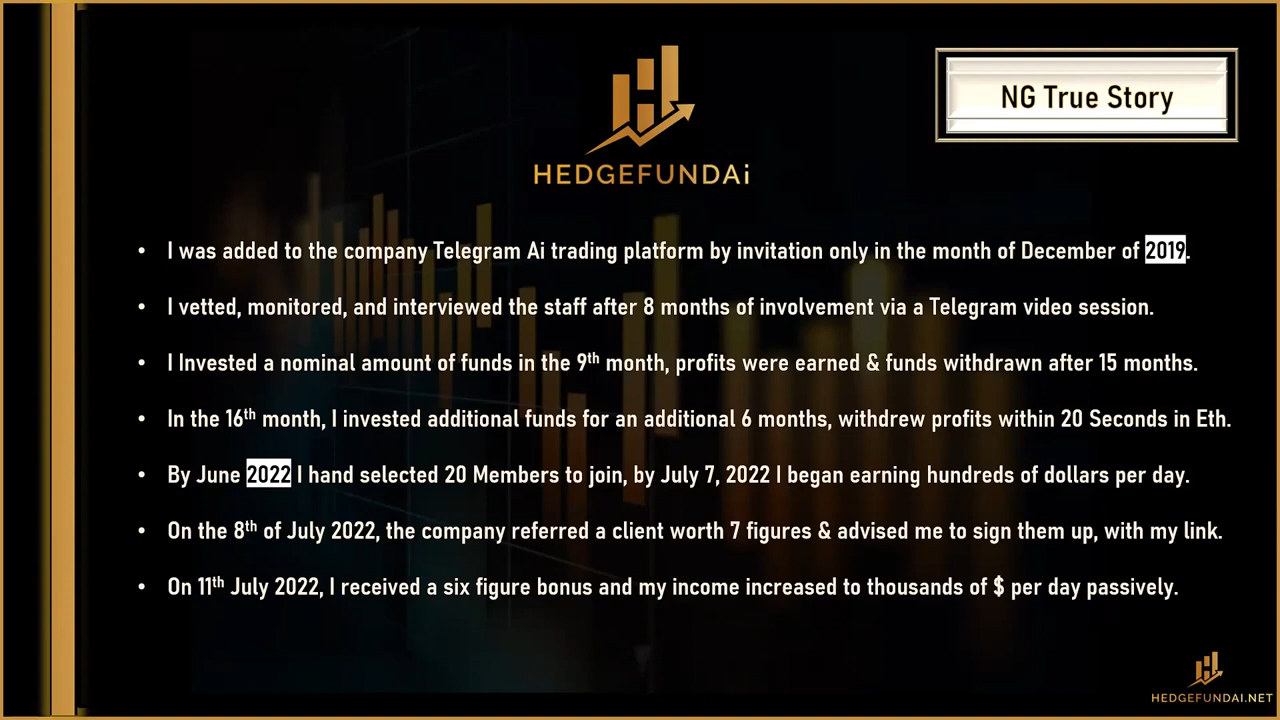 NG True Story
HEDGEFUNDAi
• I was added to the company Telegram Ai trading platform by invitation only in the month of December of 2019.
• I vetted, monitored, and interviewed the staff after 8 months of involvement via a Telegram video session.
• I Invested a nominal amount of funds in the 9th month, profits were earned & funds withdrawn after 15 months.
• In the 16th month, I invested additional funds for an additional 6 months, withdrew profits within 20 Seconds in Eth.
• By June 2022 I hand selected 20 Members to join, by July 7, 2022 I began earning hundreds of dollars per day.
• On the 8th of July 2022, the company referred a client worth 7 figures & advised me to sign them up, with my link.
• On 11th July 2022, I received a six figure bonus and my income increased to thousands of $ per day passively.
HEDGEFUNDAI.NET